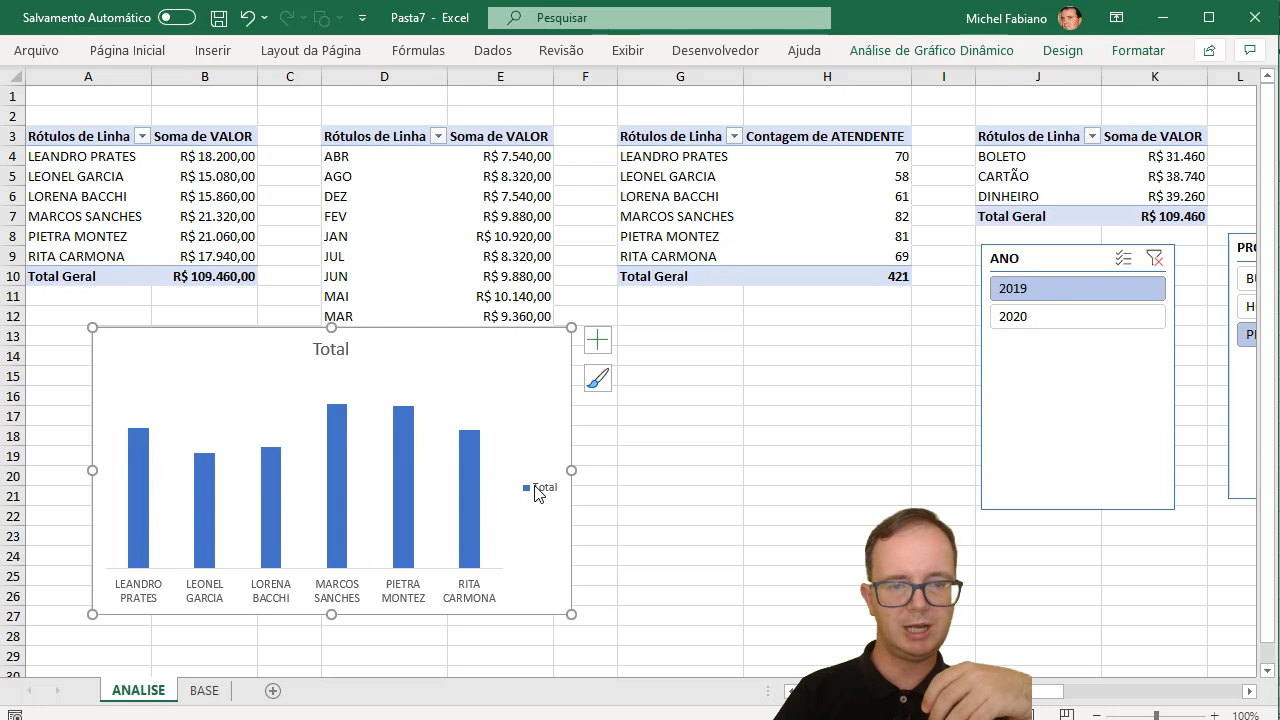 Salvamento Automático Pasta7 - Excel Pesquisar Michel Fabiano
Arquivo Página Inicial Inserir Layout da Página Fórmulas Dados Revisão Exibir Desenvolvedor Ajuda Análise de Gráfico Dinâmico Design Formatar
A B C D E F G H I J K L
1
2
3 Rótulos de Linha Soma de VALOR Rótulos de Linha Soma de VALOR Rótulos de Linha Contagem de ATENDENTE Rótulos de Linha Soma de VALOR
4 LEANDRO PRATES R$ 18.200,00 ABR R$ 7.540,00 LEANDRO PRATES 70 BOLETO R$ 31.460
5 LEONEL GARCIA R$ 15.080,00 AGO R$ 8.320,00 LEONEL GARCIA 58 CARTÃO R$ 38.740
6 LORENA BACCHI R$ 15.860,00 DEZ R$ 7.540,00 LORENA BACCHI 61 DINHEIRO R$ 39.260
7 MARCOS SANCHES R$ 21.320,00 FEV R$ 9.880,00 MARCOS SANCHES 82 Total Geral R$ 109.460
8 PIETRA MONTEZ R$ 21.060,00 JAN R$ 10.920,00 PIETRA MONTEZ 81
9 RITA CARMONA R$ 17.940,00 JUL R$ 8.320,00 RITA CARMONA 69
10 Total Geral R$ 109.460,00 JUN R$ 9.880,00 Total Geral 421
11 MAI R$ 10.140,00
12 MAR R$ 9.360,00
13
14
15
16
17
18
19
20
21
22
23
24
25
26
27
28
29
30
ANO
2019
2020
Total
Total
LEANDRO PRATES
LEONEL GARCIA
LORENA BACCHI
MARCOS SANCHES
PIETRA MONTEZ
RITA CARMONA
ANALISE BASE
100%